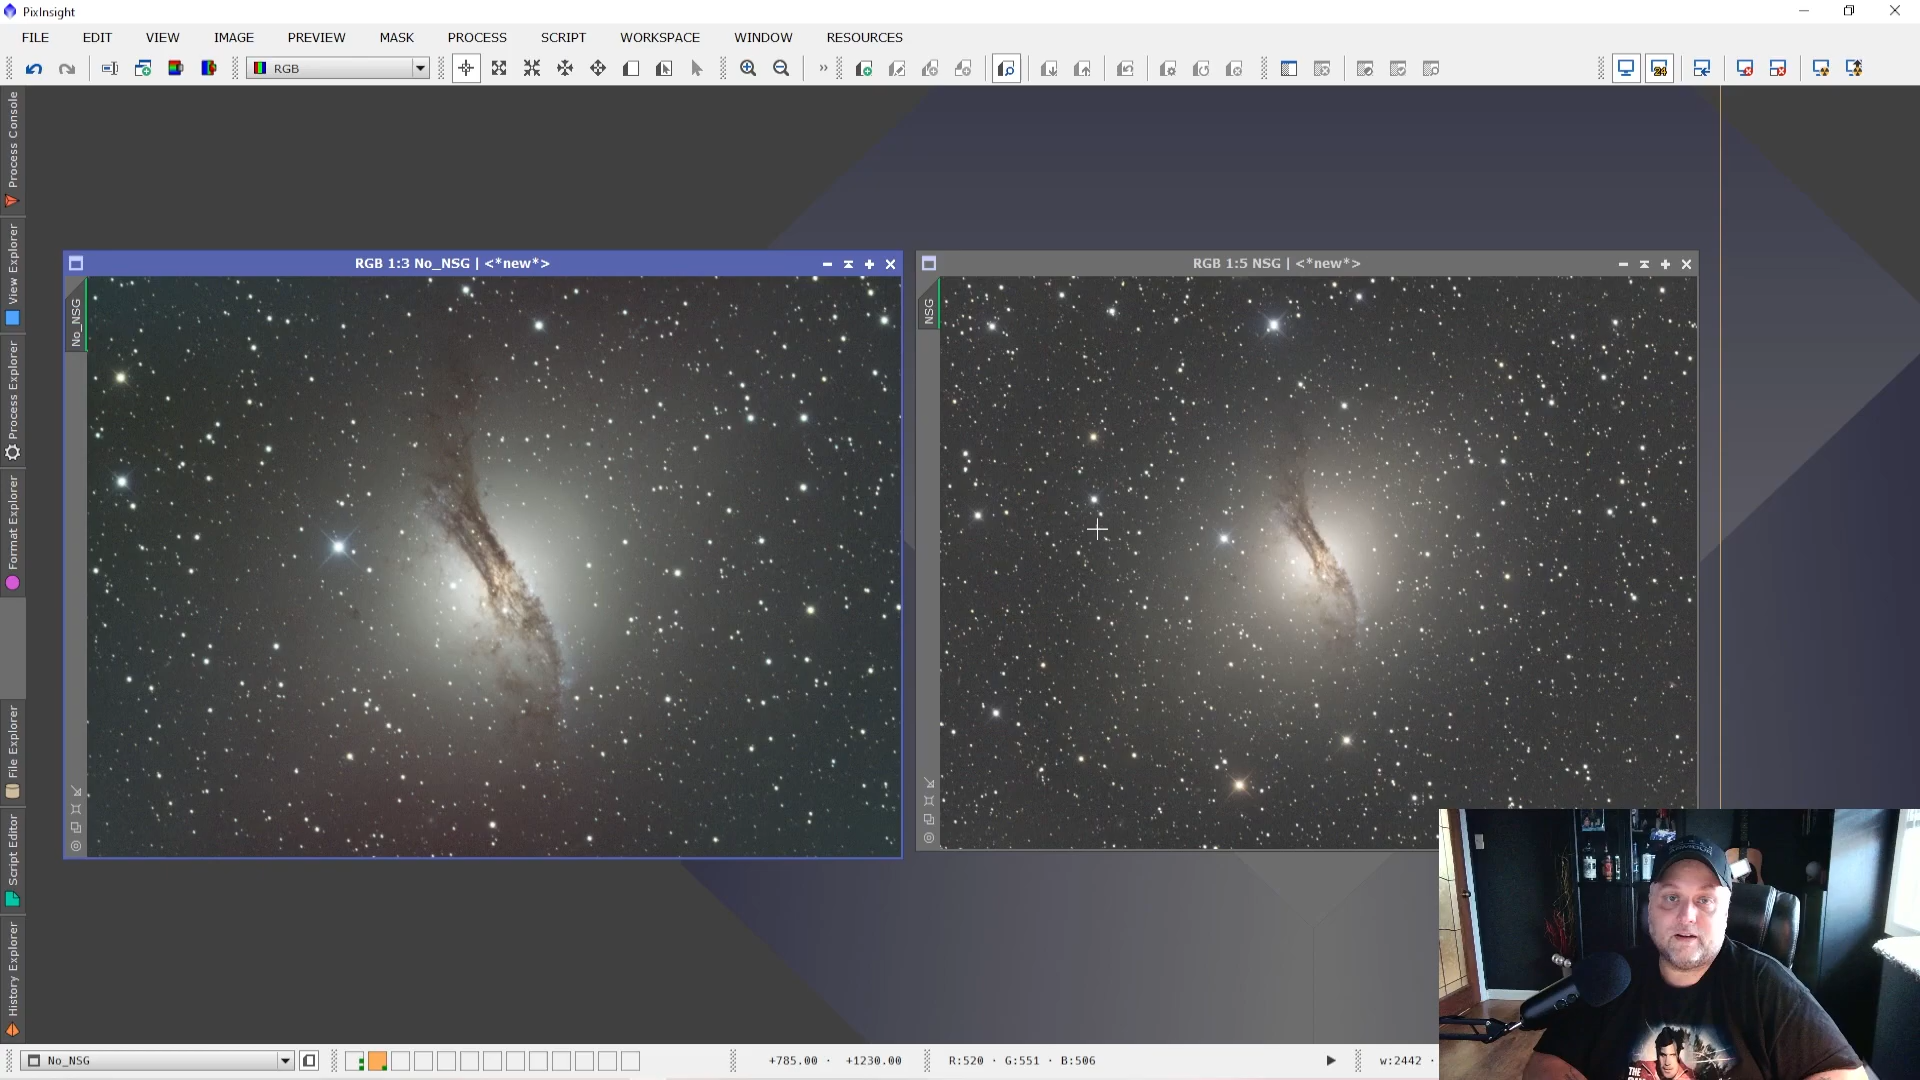 PixInsight
FILE EDIT VIEW IMAGE PREVIEW MASK PROCESS SCRIPT WORKSPACE WINDOW RESOURCES
RGB
24
Process Console
View Explorer
Process Explorer
Format Explorer
File Explorer
Script Editor
History Explorer
RGB 1:3 No_NSG | <*new*>
No_NSG
RGB 1:5 NSG | <*new*>
NSG
THE
No_NSG
+785.00 · +1230.00
R:520 · G:551 · B:506
w:2442 ·